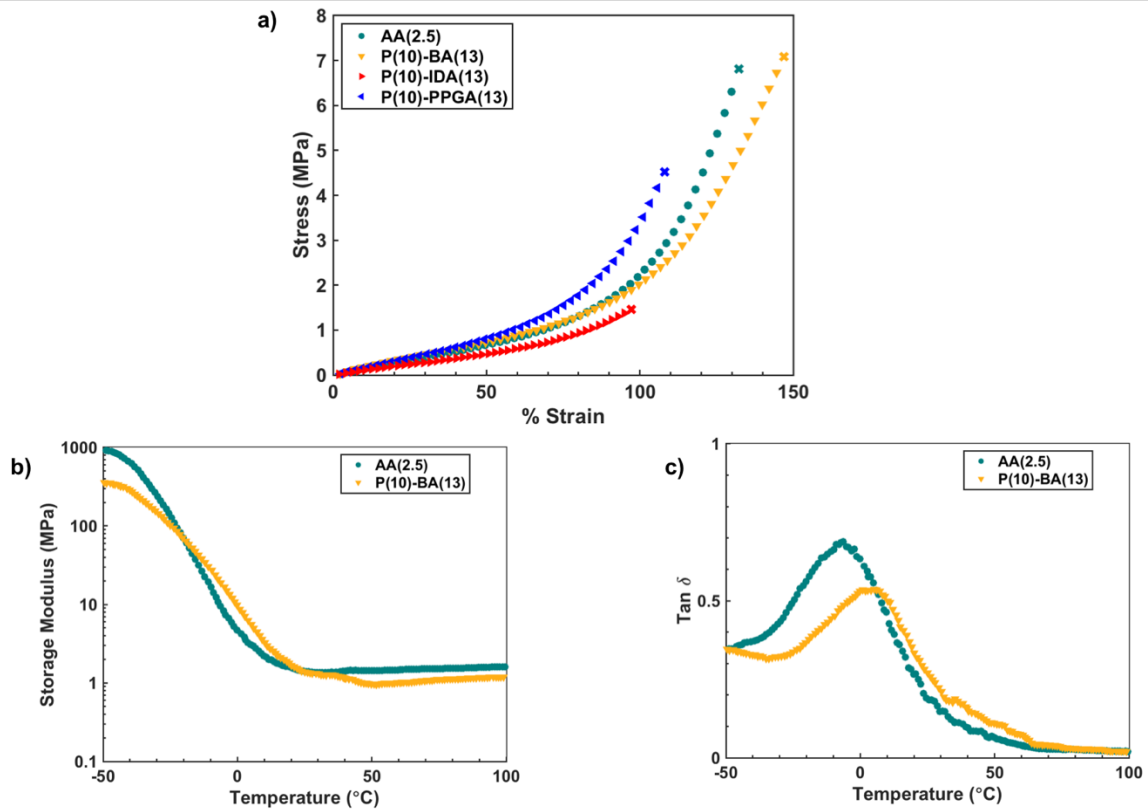 a)
8
7
6
5
4
3
2
1
0
Stress (MPa)
AA(2.5)
P(10)-BA(13)
P(10)-IDA(13)
P(10)-PPGA(13)
0 50 100 150
% Strain
b)
1000
100
10
1
0.1
Storage Modulus (MPa)
AA(2.5)
P(10)-BA(13)
-50 0 50 100
Temperature (°C)
c)
1
0.5
0
Tan δ
AA(2.5)
P(10)-BA(13)
-50 0 50 100
Temperature (°C)